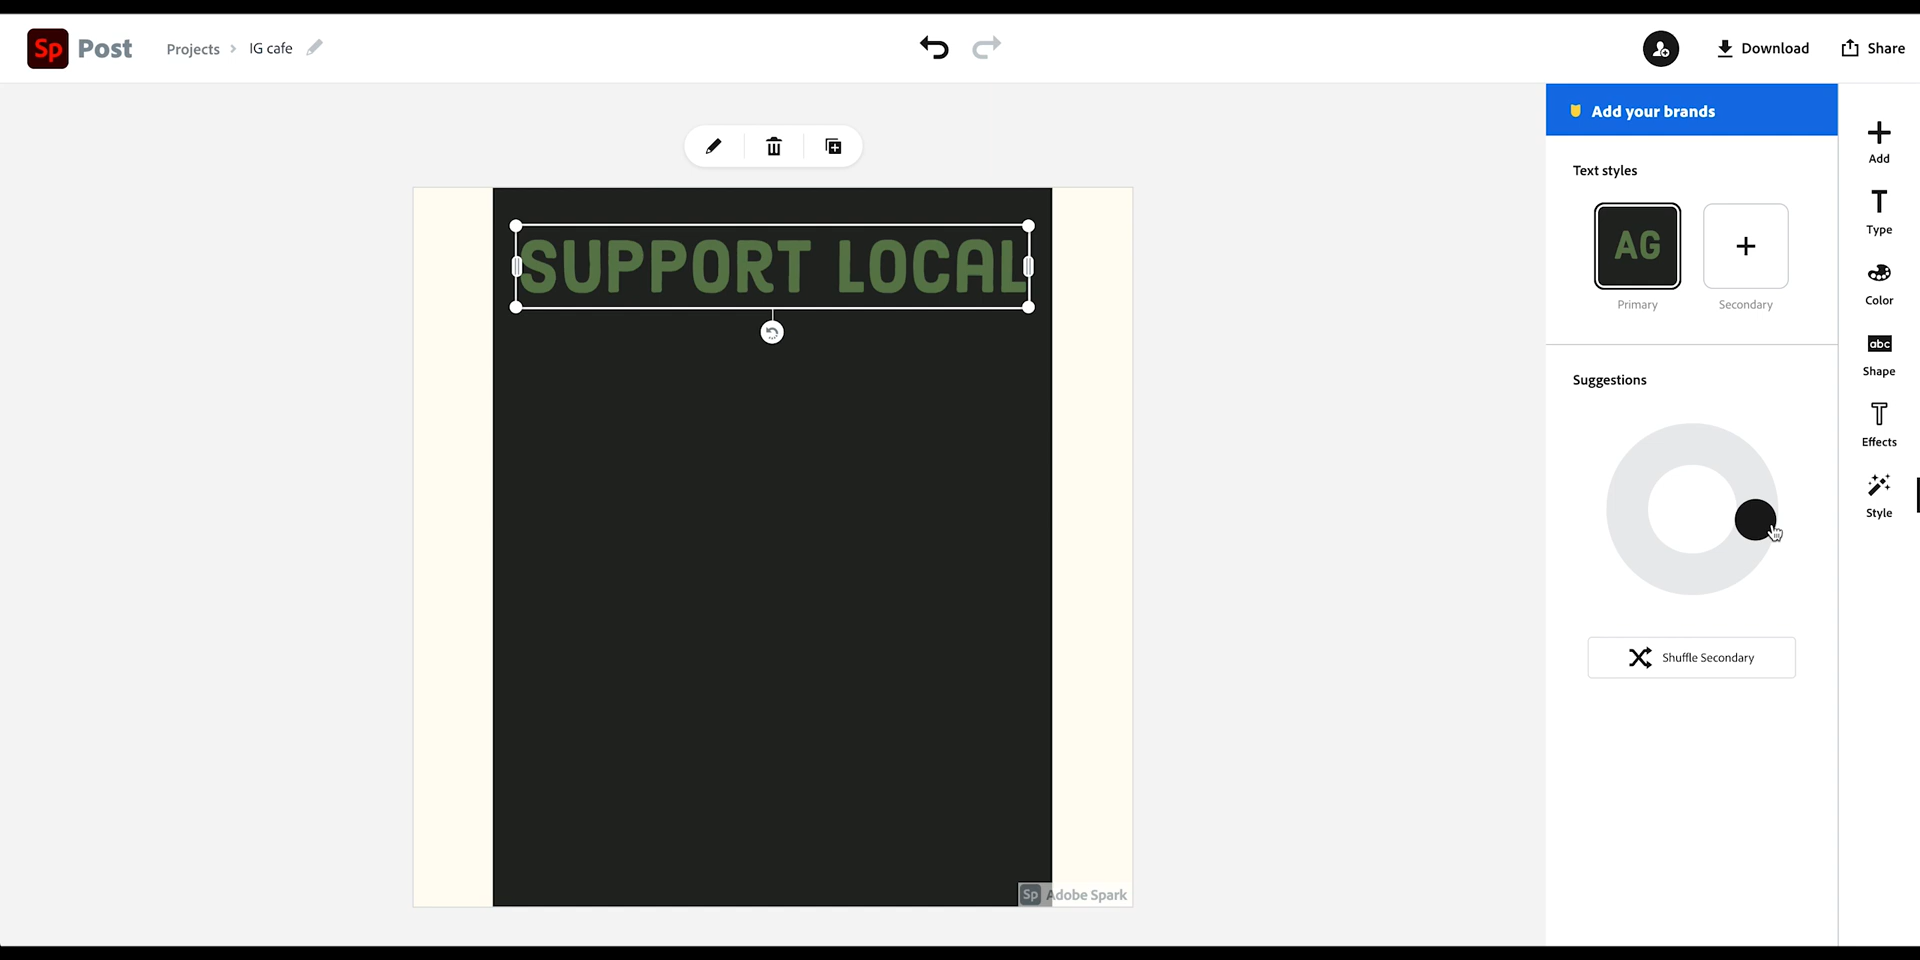 Sp Post
Projects > IG cafe
Download
Share
Add your brands
Text styles
AG
Primary
Secondary
Suggestions
Shuffle Secondary
Add
Type
Color
abc
Shape
Effects
Style
SUPPORT LOCAL
Sp Adobe Spark